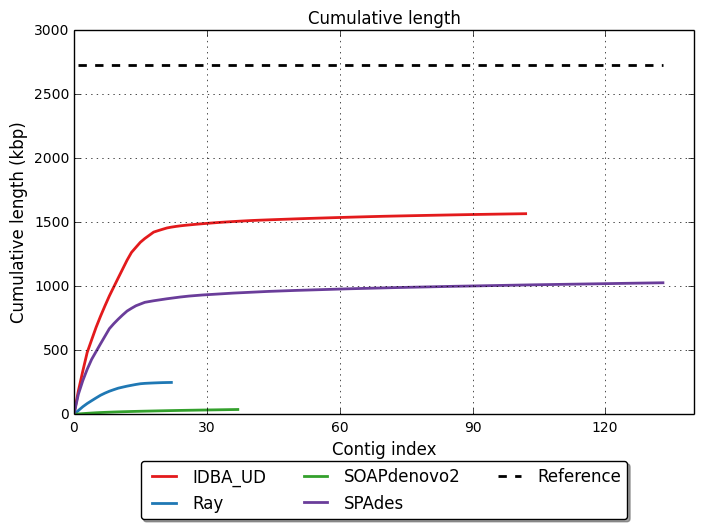 Cumulative length
3000
2500
2000
1500
1000
500
0
Cumulative length (kbp)
0 30 60 90 120
Contig index
IDBA_UD SOAPdenovo2 Reference
Ray SPAdes